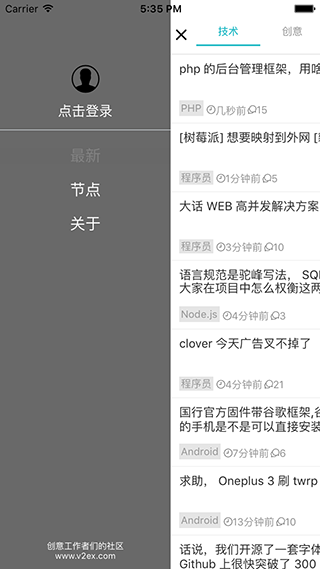 Carrier 5:35 PM
点击登录
最新
节点
关于
创意工作者们的社区
www.v2ex.com
技术 创意
php 的后台管理框架，用啥
PHP 几秒前 15
[树莓派] 想要映射到外网 [
程序员 1分钟前 5
大话 WEB 高并发解决方案
程序员 3分钟前 10
语言规范是驼峰写法， SQL
大家在项目中怎么权衡这两
Node.js 4分钟前 3
clover 今天广告叉不掉了
程序员 4分钟前 21
国行官方固件带谷歌框架,
的手机是不是可以直接安装
Android 7分钟前 6
求助， Oneplus 3 刷 twrp
Android 13分钟前 10
话说，我们开源了一套字体
Github 上很快突破了 300